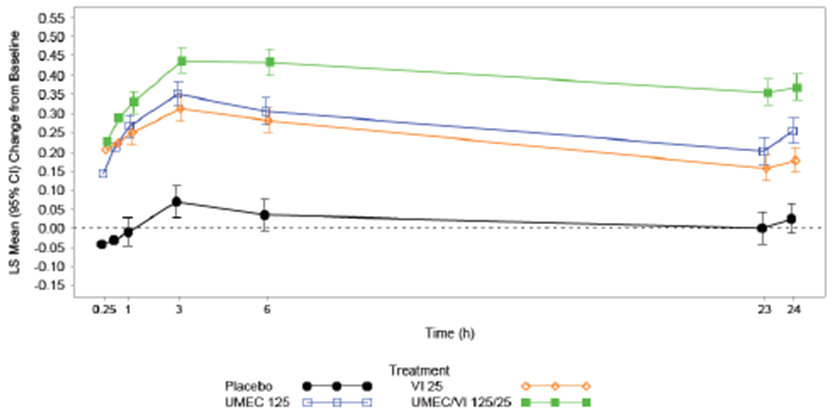 LS Mean (95% CI) Change from Baseline
0.55
0.50
0.45
0.40
0.35
0.30
0.25
0.20
0.15
0.10
0.05
0.00
-0.05
-0.10
-0.15
0.25 1 3 6 23 24
Time (h)
Treatment
Placebo VI 25
UMEC 125 UMEC/VI 125/25